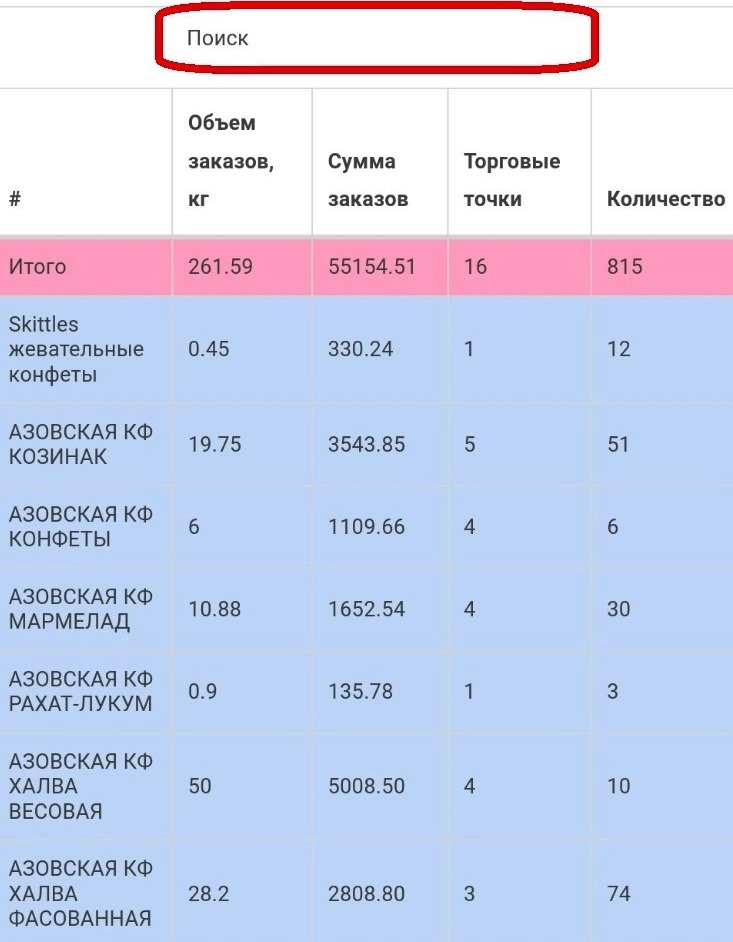 Поиск
Объем
заказов,
кг
Сумма
заказов
Торговые
точки
#
Количество
Итого 261.59 55154.51 16 815
Skittles
жевательные
конфеты
0.45 330.24 1 12
АЗОВСКАЯ КФ
КОЗИНАК
19.75 3543.85 5 51
АЗОВСКАЯ КФ
КОНФЕТЫ
6 1109.66 4 6
АЗОВСКАЯ КФ
МАРМЕЛАД
10.88 1652.54 4 30
АЗОВСКАЯ КФ
РАХАТ-ЛУКУМ
0.9 135.78 1 3
АЗОВСКАЯ КФ
ХАЛВА
ВЕСОВАЯ
50 5008.50 4 10
АЗОВСКАЯ КФ
ХАЛВА
ФАСОВАННАЯ
28.2 2808.80 3 74